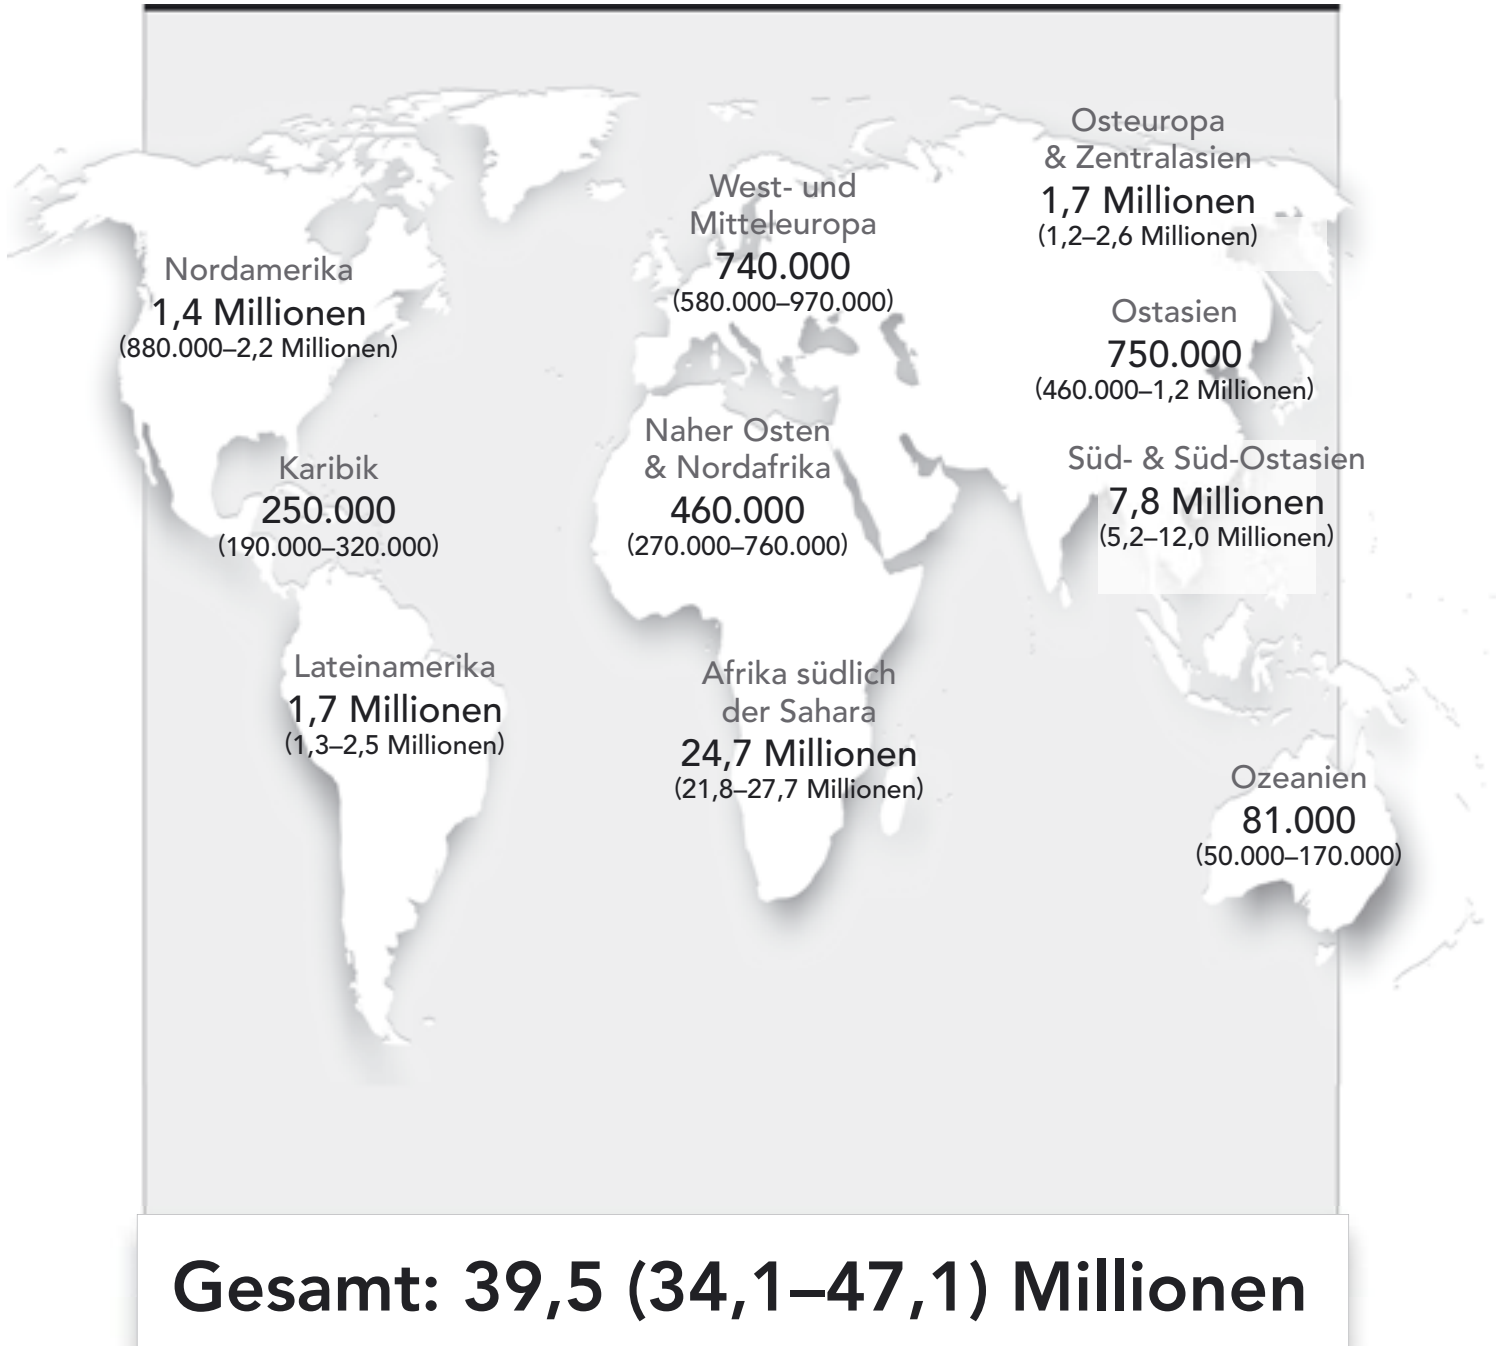 Osteuropa
& Zentralasien
1,7 Millionen
(1,2–2,6 Millionen)
West- und
Mitteleuropa
740.000
(580.000–970.000)
Nordamerika
1,4 Millionen
(880.000–2,2 Millionen)
Ostasien
750.000
(460.000–1,2 Millionen)
Naher Osten
& Nordafrika
460.000
(270.000–760.000)
Karibik
250.000
(190.000–320.000)
Süd- & Süd-Ostasien
7,8 Millionen
(5,2–12,0 Millionen)
Lateinamerika
1,7 Millionen
(1,3–2,5 Millionen)
Afrika südlich
der Sahara
24,7 Millionen
(21,8–27,7 Millionen)
Ozeanien
81.000
(50.000–170.000)
Gesamt: 39,5 (34,1–47,1) Millionen